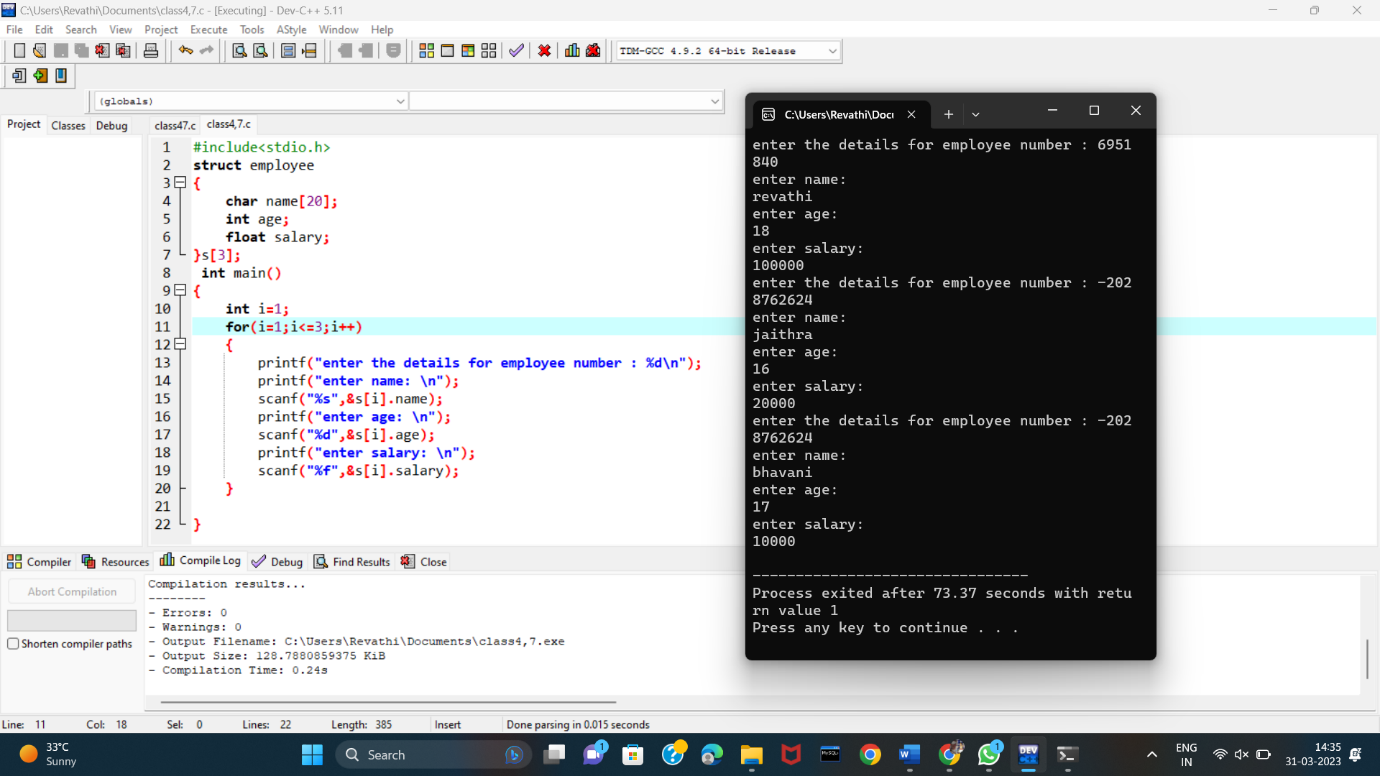 C:\Users\Revathi\Documents\class4,7.c - [Executing] - Dev-C++ 5.11
File Edit Search View Project Execute Tools AStyle Window Help
TDM-GCC 4.9.2 64-bit Release
(globals)
Project Classes Debug
class47.c class4,7.c
1 #include<stdio.h>
2 struct employee
3 {
4 char name[20];
5 int age;
6 float salary;
7 }s[3];
8 int main()
9 {
10 int i=1;
11 for(i=1;i<=3;i++)
12 {
13 printf("enter the details for employee number : %d\n");
14 printf("enter name: \n");
15 scanf("%s",&s[i].name);
16 printf("enter age: \n");
17 scanf("%d",&s[i].age);
18 printf("enter salary: \n");
19 scanf("%f",&s[i].salary);
20 }
21
22 }
C:\Users\Revathi\Doc
enter the details for employee number : 6951
840
enter name:
revathi
enter age:
18
enter salary:
100000
enter the details for employee number : -202
8762624
enter name:
jaithra
enter age:
16
enter salary:
20000
enter the details for employee number : -202
8762624
enter name:
bhavani
enter age:
17
enter salary:
10000
--------------------------------
Process exited after 73.37 seconds with retu
rn value 1
Press any key to continue . . .
Compiler Resources Compile Log Debug Find Results Close
Abort Compilation
Shorten compiler paths
Compilation results...
--------
- Errors: 0
- Warnings: 0
- Output Filename: C:\Users\Revathi\Documents\class4,7.exe
- Output Size: 128.7880859375 KiB
- Compilation Time: 0.24s
Line: 11 Col: 18 Sel: 0 Lines: 22 Length: 385 Insert Done parsing in 0.015 seconds
33°C
Sunny
Search
1
W
1
DEV
C++
ENG
IN
14:35
31-03-2023